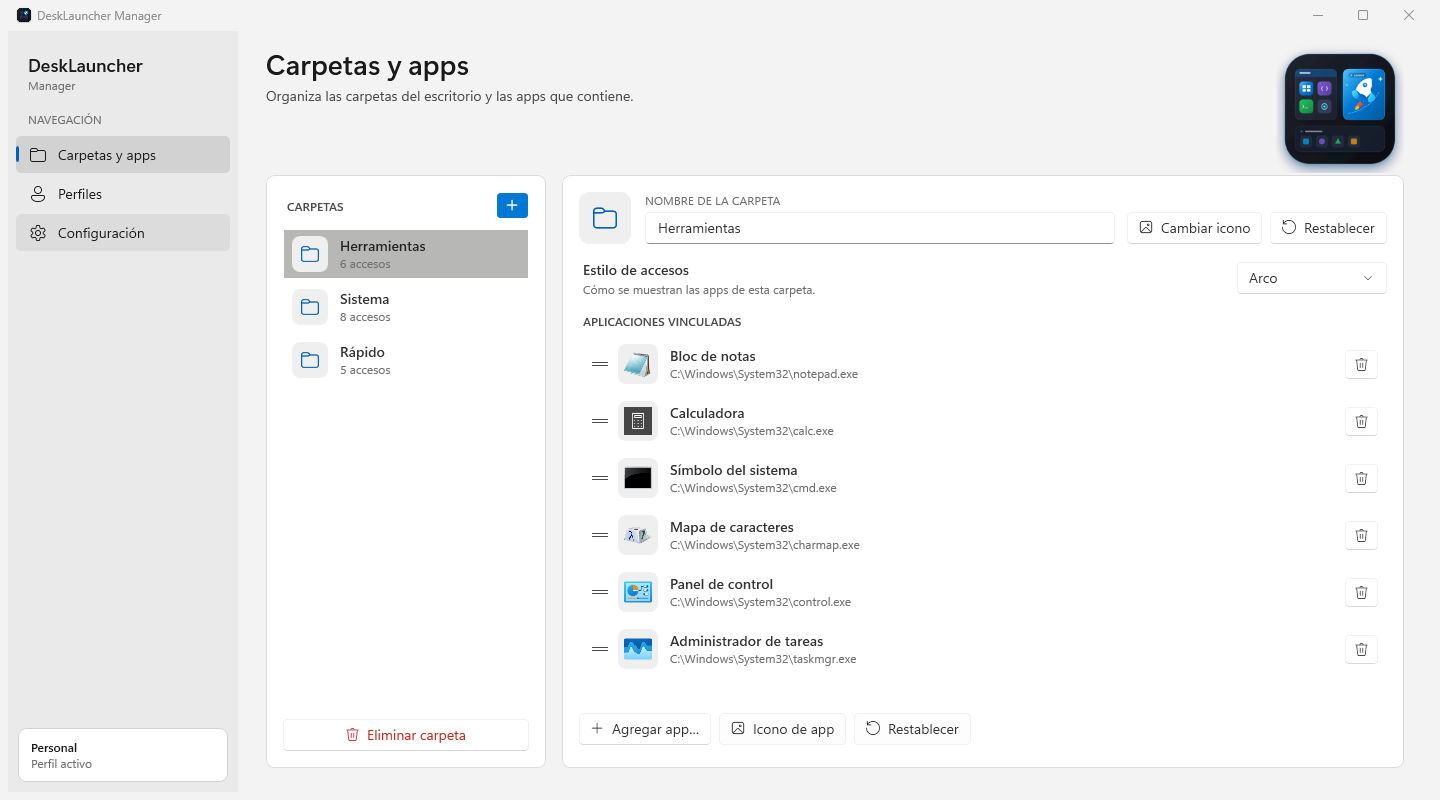 DeskLauncher Manager
DeskLauncher
Manager
NAVEGACIÓN
Carpetas y apps
Perfiles
Configuración
Personal
Perfil activo
Carpetas y apps
Organiza las carpetas del escritorio y las apps que contiene.
CARPETAS
Herramientas
6 accesos
Sistema
8 accesos
Rápido
5 accesos
Eliminar carpeta
NOMBRE DE LA CARPETA
Herramientas
Cambiar icono
Restablecer
Estilo de accesos
Cómo se muestran las apps de esta carpeta.
Arco
APLICACIONES VINCULADAS
Bloc de notas
C:\Windows\System32\notepad.exe
Calculadora
C:\Windows\System32\calc.exe
Símbolo del sistema
C:\Windows\System32\cmd.exe
Mapa de caracteres
C:\Windows\System32\charmap.exe
Panel de control
C:\Windows\System32\control.exe
Administrador de tareas
C:\Windows\System32\taskmgr.exe
Agregar app...
Icono de app
Restablecer